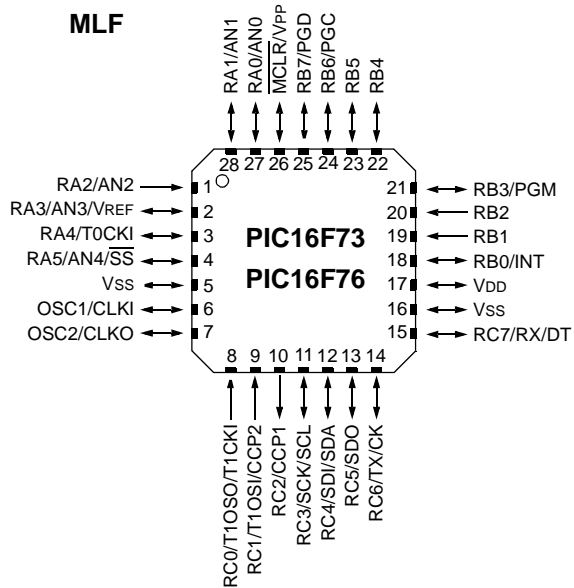 MLF
RA1/AN1
RA0/AN0
MCLR/VPP
RB7/PGD
RB6/PGC
RB5
RB4
28 27 26 25 24 23 22
RA2/AN2 1
RA3/AN3/VREF 2
RA4/T0CKI 3
RA5/AN4/SS 4
VSS 5
OSC1/CLKI 6
OSC2/CLKO 7
PIC16F73
PIC16F76
21 RB3/PGM
20 RB2
19 RB1
18 RB0/INT
17 VDD
16 VSS
15 RC7/RX/DT
8 9 10 11 12 13 14
RC0/T1OSO/T1CKI
RC1/T1OSI/CCP2
RC2/CCP1
RC3/SCK/SCL
RC4/SDI/SDA
RC5/SDO
RC6/TX/CK